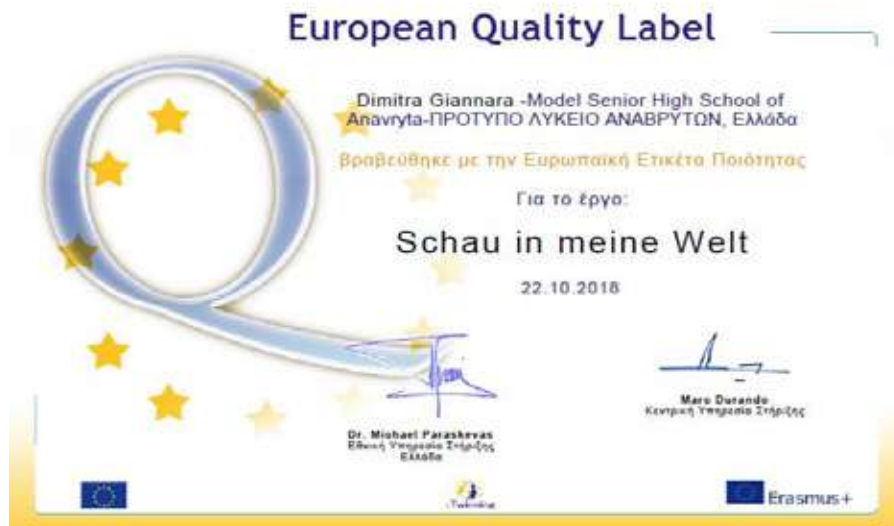 European Quality Label
Dimitra Giannara -Model Senior High School of
Anavryta-ΠΡΟΤΥΠΟ ΛΥΚΕΙΟ ΑΝΑΒΡΥΤΩΝ, Ελλάδα
βραβεύθηκε με την Ευρωπαϊκή Ετικέτα Ποιότητας
Για το έργο:
Schau in meine Welt
22.10.2018
Dr. Michael Paraskevas
Εθνική Υπηρεσία Στήριξης
Ελλάδα
Marc Durando
Κεντρική Υπηρεσία Στήριξης
Erasmus+